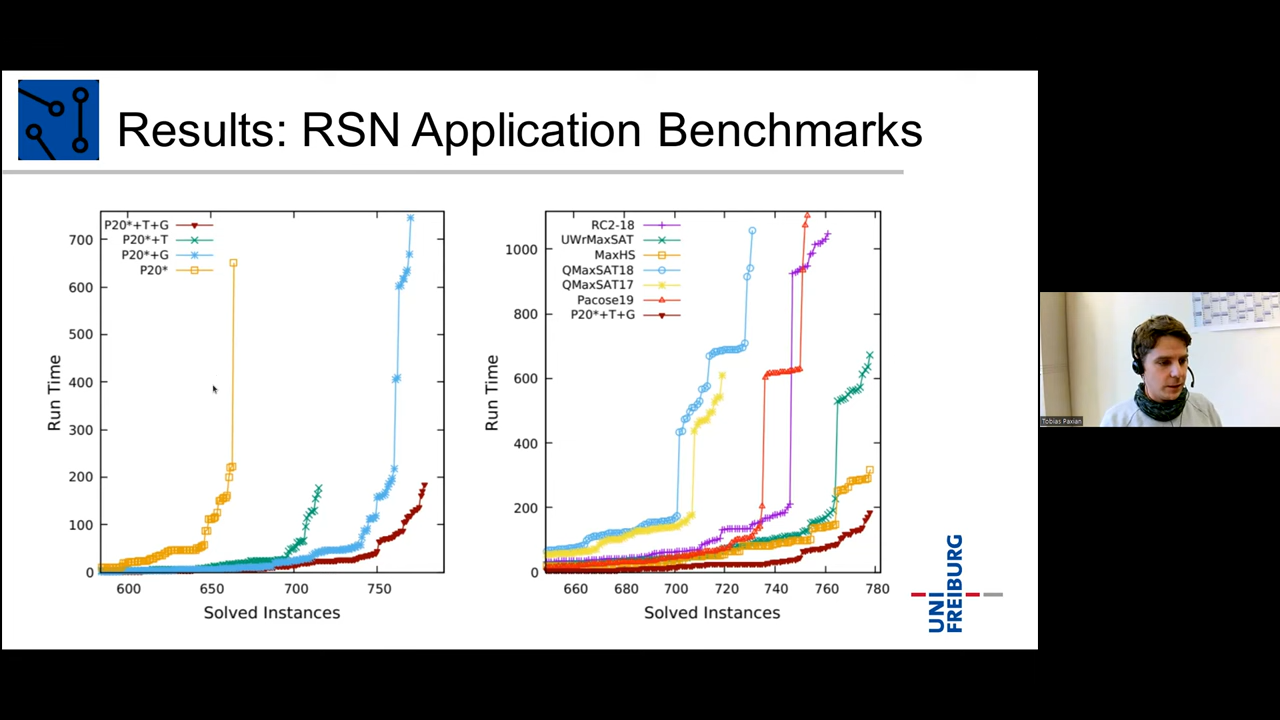 Results: RSN Application Benchmarks
P20*+T+G
P20*+T
P20*+G
P20*
700
600
500
400
300
200
100
0
Run Time
600
650
700
750
Solved Instances
RC2-18
UWrMaxSAT
MaxHS
QMaxSAT18
QMaxSAT17
Pacose19
P20*+T+G
1000
800
600
400
200
0
Run Time
660
680
700
720
740
760
780
Solved Instances
UNI
FREIBURG
Tobias Paxian